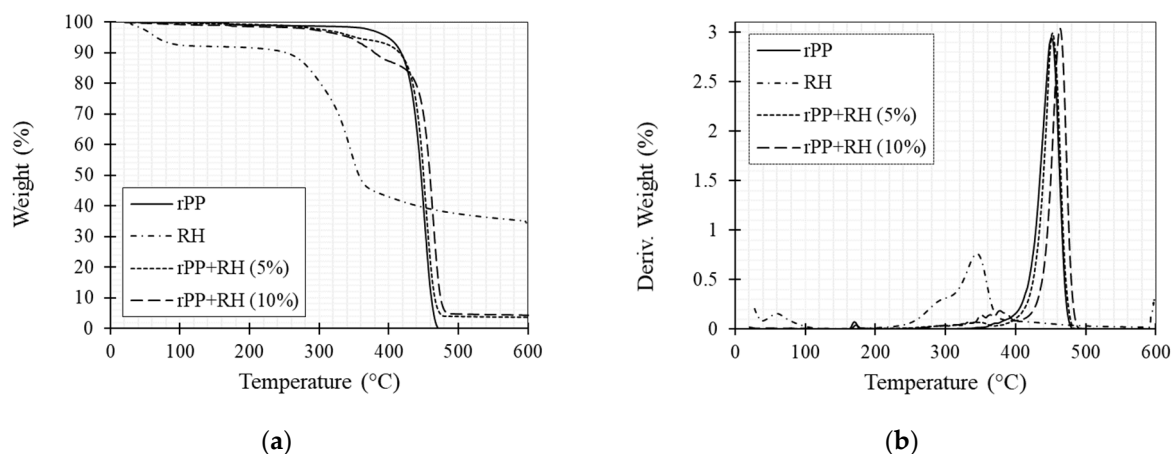 100
90
80
70
60
50
40
30
20
10
0
Weight (%)
rPP
RH
rPP+RH (5%)
rPP+RH (10%)
0 100 200 300 400 500 600
Temperature (°C)
(a)
3
2.5
2
1.5
1
0.5
0
Deriv. Weight (%)
rPP
RH
rPP+RH (5%)
rPP+RH (10%)
0 100 200 300 400 500 600
Temperature (°C)
(b)